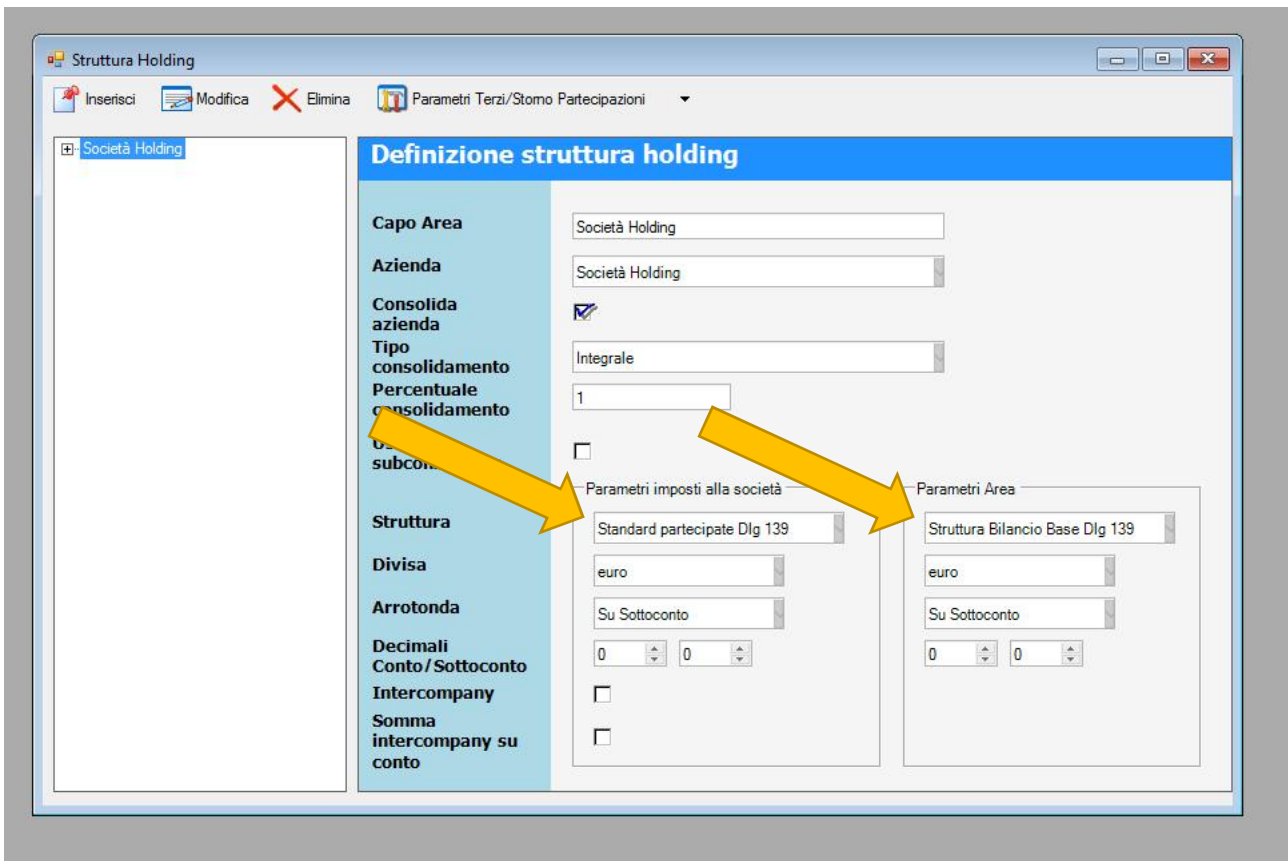 Struttura Holding
Inserisci Modifica Elimina Parametri Terzi/Storno Partecipazioni
Società Holding
Definizione struttura holding
Capo Area Società Holding
Azienda Società Holding
Consolida
azienda
Tipo
consolidamento Integrale
Percentuale
consolidamento 1
Parametri imposti alla società Parametri Area
Struttura Standard partecipate Dlg 139 Struttura Bilancio Base Dlg 139
Divisa euro euro
Arrotonda Su Sottoconto Su Sottoconto
Decimali
Conto/Sottoconto 0 0 0 0
Intercompany
Somma
intercompany su
conto